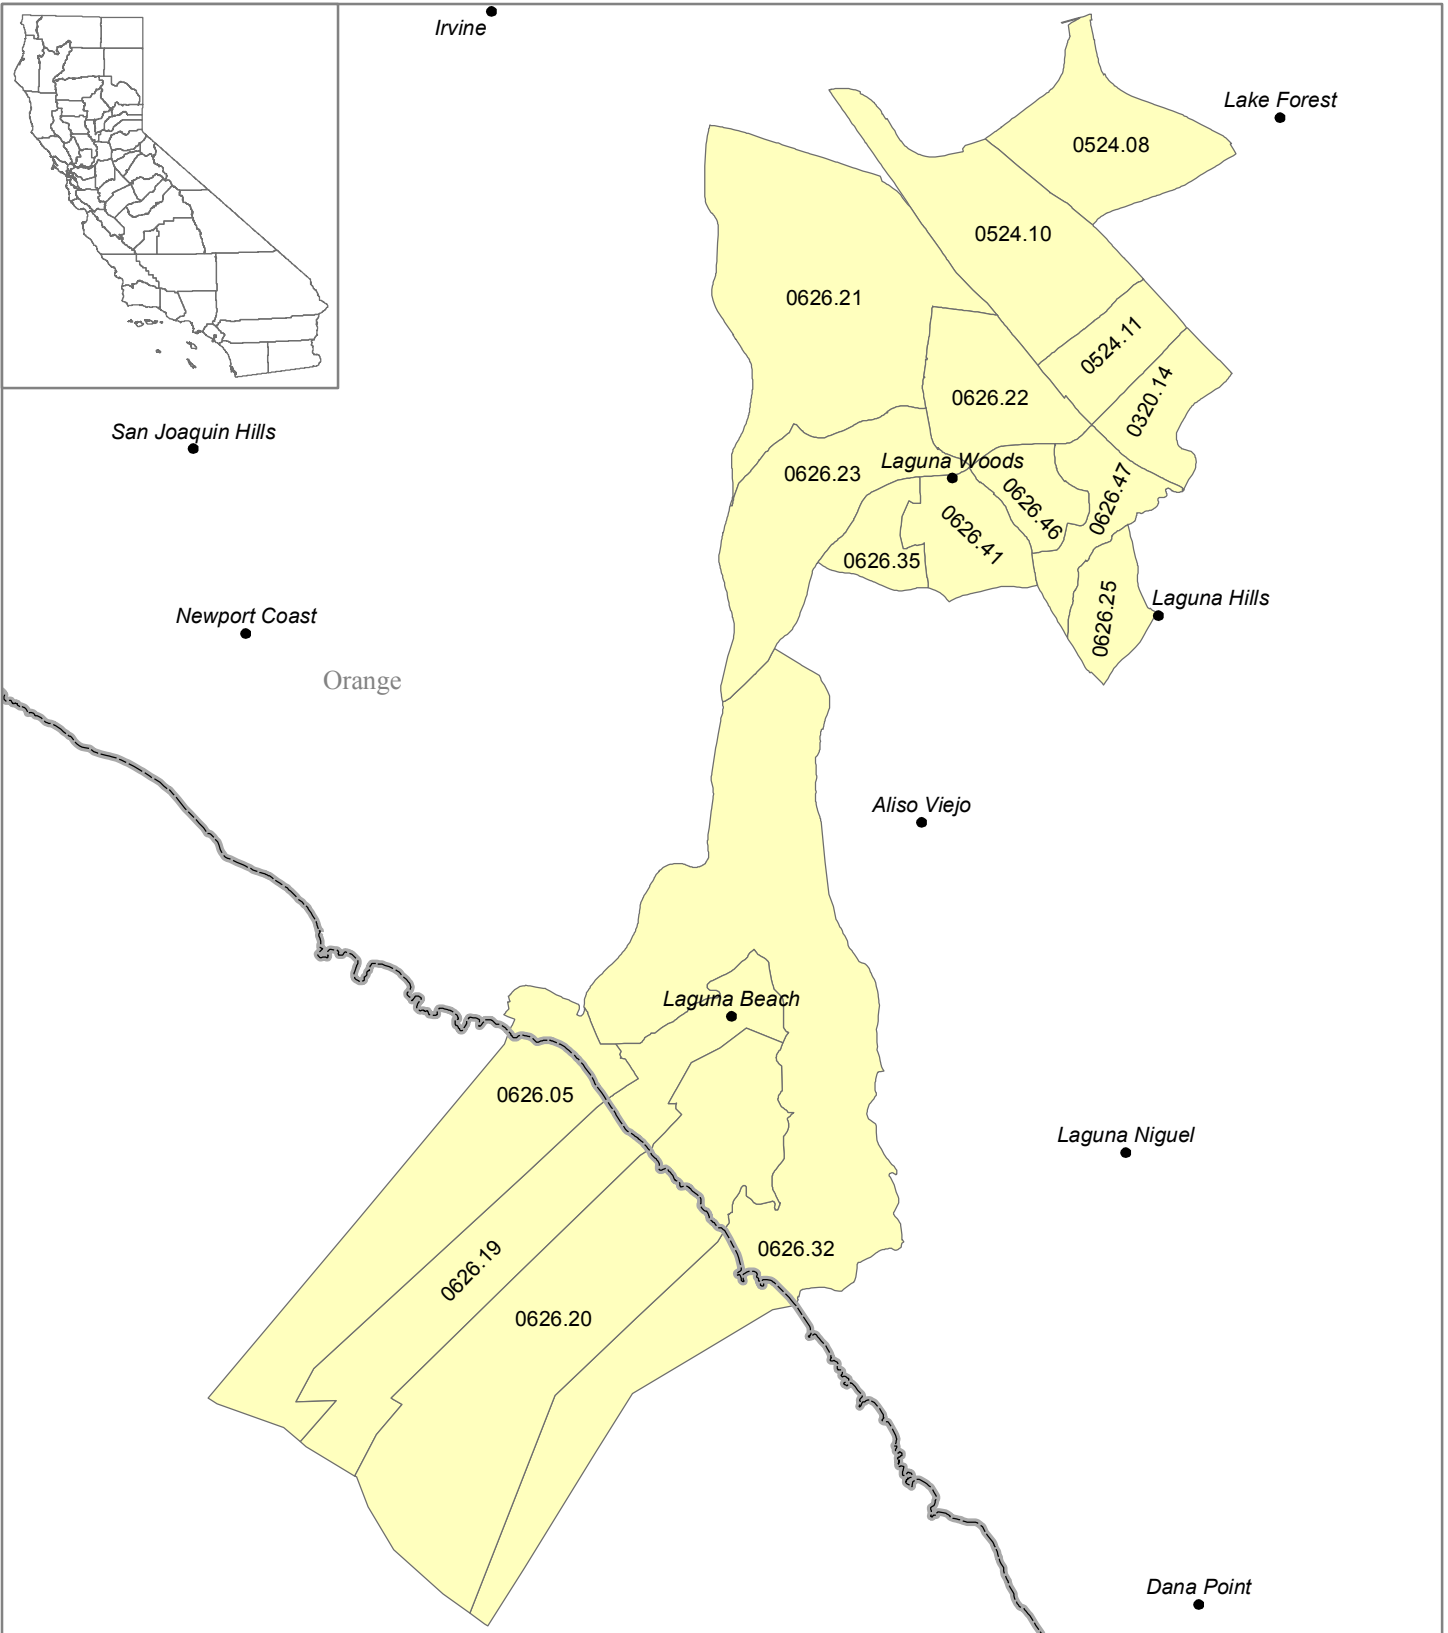 Irvine
Lake Forest
0524.08
0524.10
0626.21
0524.11
0626.22
0320.14
San Joaquin Hills
Laguna Woods
0626.23
0626.46
0626.47
0626.41
0626.35
Laguna Hills
0626.25
Newport Coast
Orange
Aliso Viejo
Laguna Beach
0626.05
Laguna Niguel
0626.32
0626.19
0626.20
Dana Point